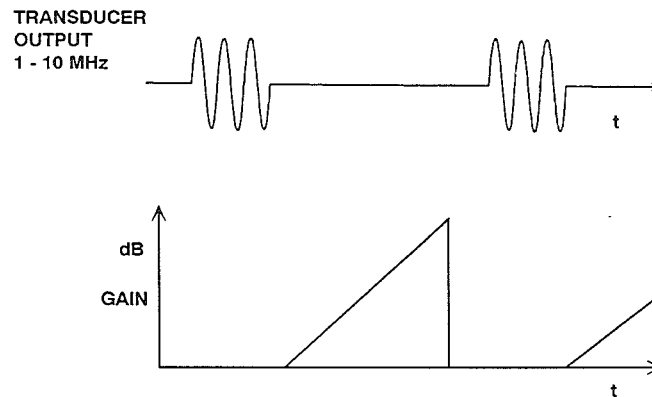 TRANSDUCER
OUTPUT
1 - 10 MHz
t
dB
GAIN
t